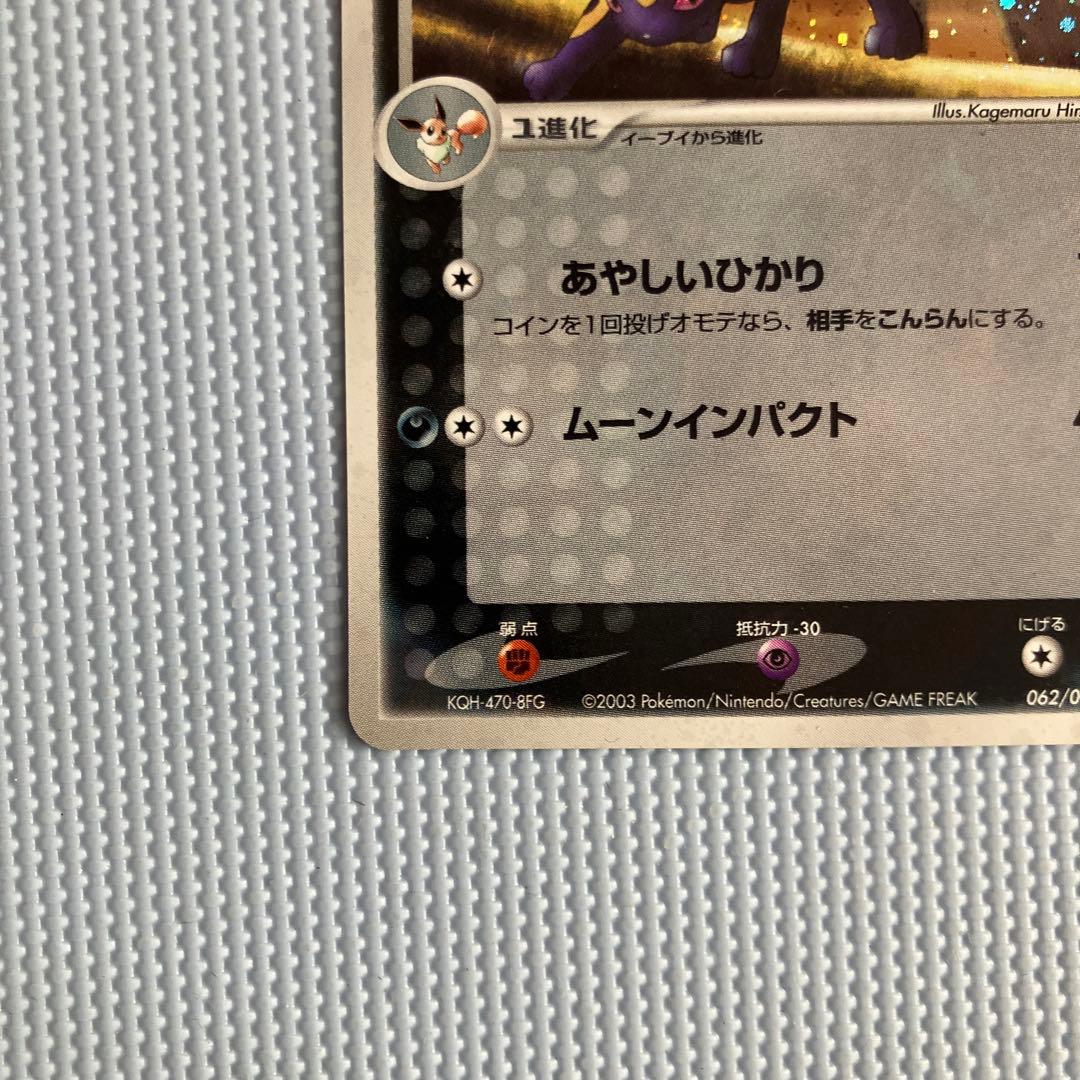 Illus.Kagemaru Hi
1進化 イーブイから進化
あやしいひかり
コインを1回投げオモテなら、相手をこんらんにする。
ムーンインパクト
弱点 抵抗力 -30 にげる
KQH-470-8FG ©2003 Pokémon/Nintendo/Creatures/GAME FREAK 062/0